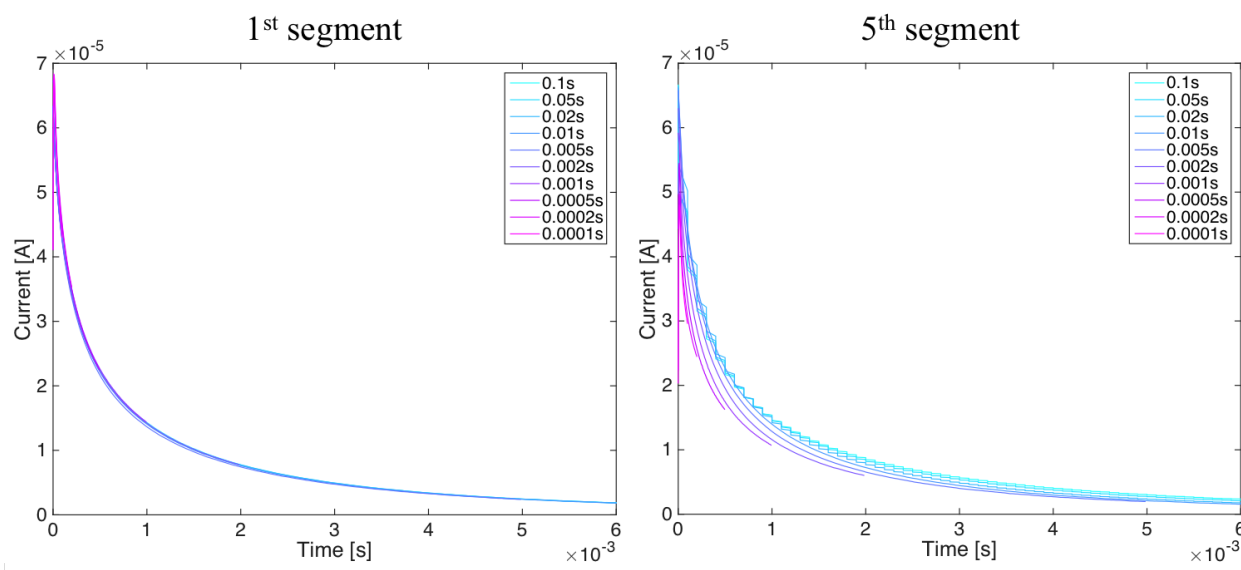 1st segment
×10-5
7
6
5
4
3
2
1
0
Current [A]
0.1s
0.05s
0.02s
0.01s
0.005s
0.002s
0.001s
0.0005s
0.0002s
0.0001s
0 1 2 3 4 5 6
Time [s]
×10-3
5th segment
×10-5
7
6
5
4
3
2
1
0
Current [A]
0.1s
0.05s
0.02s
0.01s
0.005s
0.002s
0.001s
0.0005s
0.0002s
0.0001s
0 1 2 3 4 5 6
Time [s]
×10-3